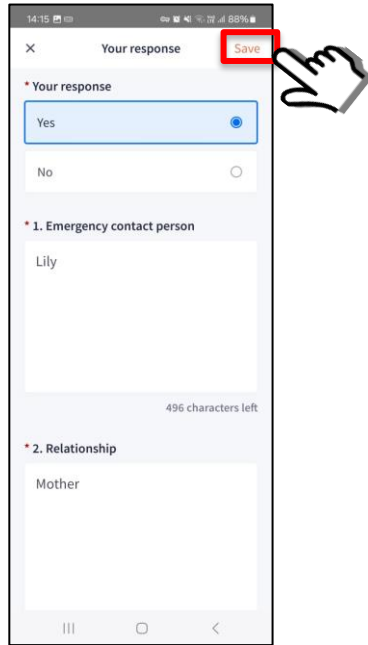 14:15 88%
Your response Save
* Your response
Yes
No
* 1. Emergency contact person
Lily
496 characters left
* 2. Relationship
Mother